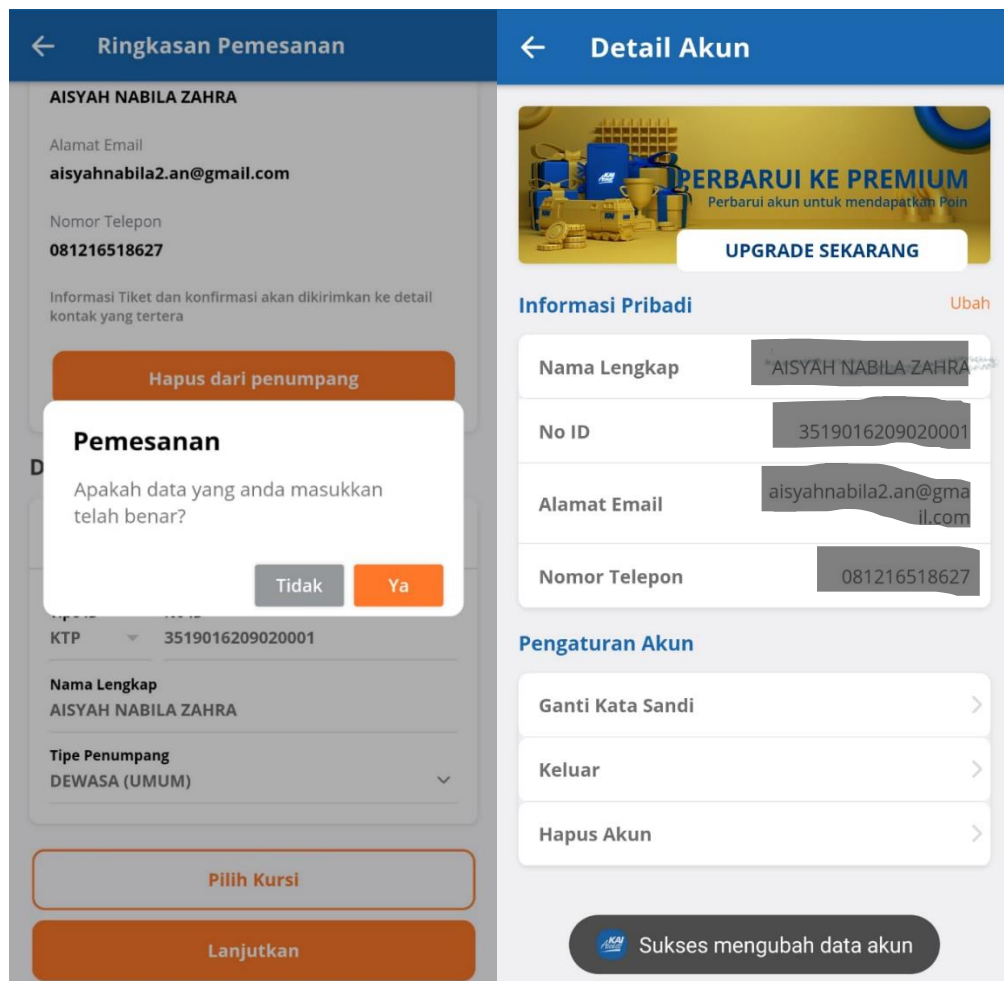 Ringkasan Pemesanan
AISYAH NABILA ZAHRA
Alamat Email
aisyahnabila2.an@gmail.com
Nomor Telepon
081216518627
Informasi Tiket dan konfirmasi akan dikirimkan ke detail
kontak yang tertera
Hapus dari penumpang
Pemesanan
Apakah data yang anda masukkan
telah benar?
Tidak Ya
KTP 3519016209020001
Nama Lengkap
AISYAH NABILA ZAHRA
Tipe Penumpang
DEWASA (UMUM)
Pilih Kursi
Lanjutkan
Detail Akun
PERBARUI KE PREMIUM
Perbarui akun untuk mendapatkan Poin
UPGRADE SEKARANG
Informasi Pribadi Ubah
Nama Lengkap AISYAH NABILA ZAHRA
No ID 3519016209020001
Alamat Email aisyahnabila2.an@gma
il.com
Nomor Telepon 081216518627
Pengaturan Akun
Ganti Kata Sandi
Keluar
Hapus Akun
Sukses mengubah data akun